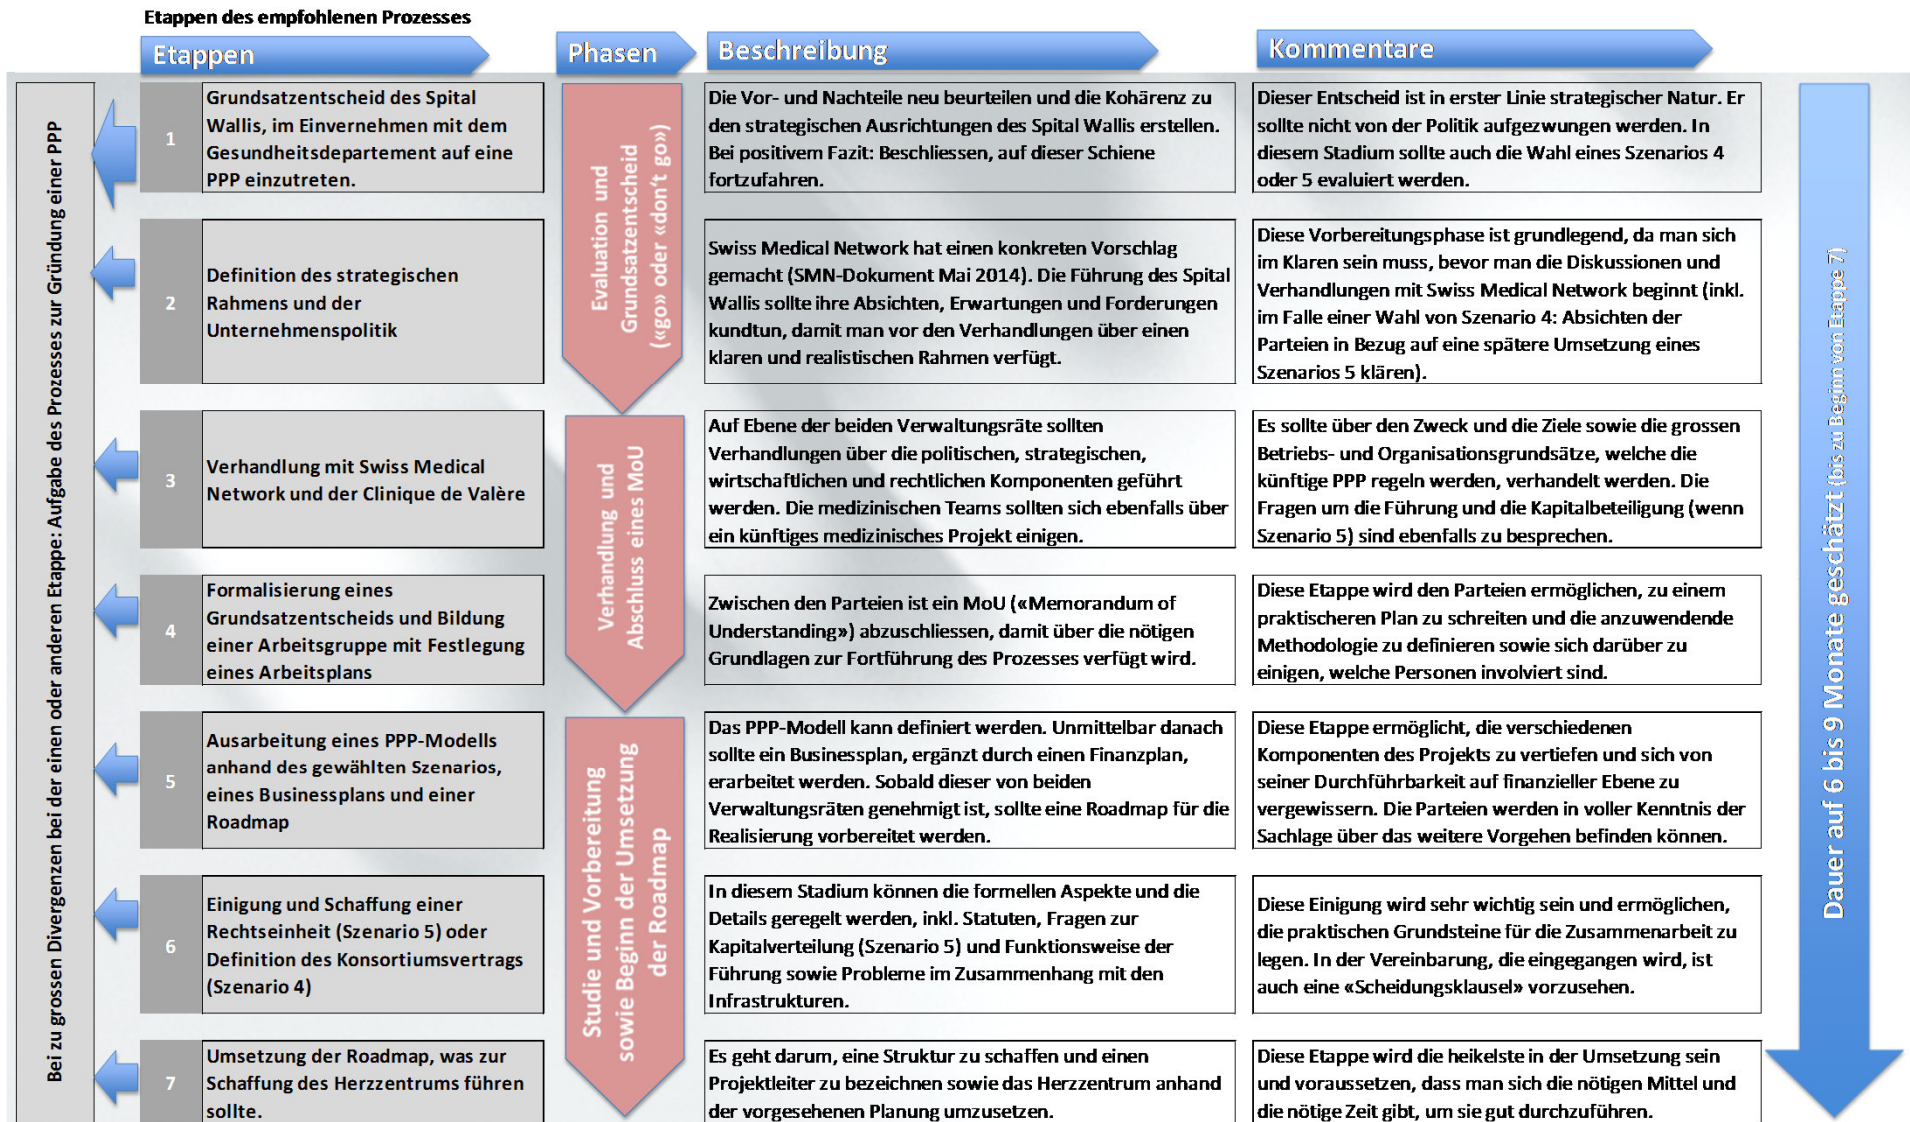 Etappen des empfohlenen Prozesses
Etappen
Phasen
Beschreibung
Kommentare
Bei zu grossen Divergenzen bei der einen oder anderen Etappe: Aufgabe des Prozesses zur Gründung einer PPP
1
Grundsatzentscheid des Spital
Wallis, im Einvernehmen mit dem
Gesundheitsdepartement auf eine
PPP einzutreten.
Evaluation und
Grundsatzentscheid
(«go» oder «don't go»)
Die Vor- und Nachteile neu beurteilen und die Kohärenz zu
den strategischen Ausrichtungen des Spital Wallis erstellen.
Bei positivem Fazit: Beschliessen, auf dieser Schiene
fortzufahren.
Dieser Entscheid ist in erster Linie strategischer Natur. Er
sollte nicht von der Politik aufgezwungen werden. In
diesem Stadium sollte auch die Wahl eines Szenarios 4
oder 5 evaluiert werden.
2
Definition des strategischen
Rahmens und der
Unternehmenspolitik
Swiss Medical Network hat einen konkreten Vorschlag
gemacht (SMN-Dokument Mai 2014). Die Führung des Spital
Wallis sollte ihre Absichten, Erwartungen und Forderungen
kundtun, damit man vor den Verhandlungen über einen
klaren und realistischen Rahmen verfügt.
Diese Vorbereitungsphase ist grundlegend, da man sich
im Klaren sein muss, bevor man die Diskussionen und
Verhandlungen mit Swiss Medical Network beginnt (inkl.
im Falle einer Wahl von Szenario 4: Absichten der
Parteien in Bezug auf eine spätere Umsetzung eines
Szenarios 5 klären).
3
Verhandlung mit Swiss Medical
Network und der Clinique de Valère
Verhandlung und
Abschluss eines MoU
Auf Ebene der beiden Verwaltungsräte sollten
Verhandlungen über die politischen, strategischen,
wirtschaftlichen und rechtlichen Komponenten geführt
werden. Die medizinischen Teams sollten sich ebenfalls über
ein künftiges medizinisches Projekt einigen.
Es sollte über den Zweck und die Ziele sowie die grossen
Betriebs- und Organisationsgrundsätze, welche die
künftige PPP regeln werden, verhandelt werden. Die
Fragen um die Führung und die Kapitalbeteiligung (wenn
Szenario 5) sind ebenfalls zu besprechen.
4
Formalisierung eines
Grundsatzentscheids und Bildung
einer Arbeitsgruppe mit Festlegung
eines Arbeitsplans
Zwischen den Parteien ist ein MoU («Memorandum of
Understanding») abzuschliessen, damit über die nötigen
Grundlagen zur Fortführung des Prozesses verfügt wird.
Diese Etappe wird den Parteien ermöglichen, zu einem
praktischeren Plan zu schreiten und die anzuwendende
Methodologie zu definieren sowie sich darüber zu
einigen, welche Personen involviert sind.
5
Ausarbeitung eines PPP-Modells
anhand des gewählten Szenarios,
eines Businessplans und einer
Roadmap
Studie und Vorbereitung
sowie Beginn der Umsetzung
der Roadmap
Das PPP-Modell kann definiert werden. Unmittelbar danach
sollte ein Businessplan, ergänzt durch einen Finanzplan,
erarbeitet werden. Sobald dieser von beiden
Verwaltungsräten genehmigt ist, sollte eine Roadmap für die
Realisierung vorbereitet werden.
Diese Etappe ermöglicht, die verschiedenen
Komponenten des Projekts zu vertiefen und sich von
seiner Durchführbarkeit auf finanzieller Ebene zu
vergewissern. Die Parteien werden in voller Kenntnis der
Sachlage über das weitere Vorgehen befinden können.
6
Einigung und Schaffung einer
Rechtseinheit (Szenario 5) oder
Definition des Konsortiumsvertrags
(Szenario 4)
In diesem Stadium können die formellen Aspekte und die
Details geregelt werden, inkl. Statuten, Fragen zur
Kapitalverteilung (Szenario 5) und Funktionsweise der
Führung sowie Probleme im Zusammenhang mit den
Infrastrukturen.
Diese Einigung wird sehr wichtig sein und ermöglichen,
die praktischen Grundsteine für die Zusammenarbeit zu
legen. In der Vereinbarung, die eingegangen wird, ist
auch eine «Scheidungsklausel» vorzusehen.
7
Umsetzung der Roadmap, was zur
Schaffung des Herzzentrums führen
sollte.
Es geht darum, eine Struktur zu schaffen und einen
Projektleiter zu bezeichnen sowie das Herzzentrum anhand
der vorgesehenen Planung umzusetzen.
Diese Etappe wird die heikelste in der Umsetzung sein
und voraussetzen, dass man sich die nötigen Mittel und
die nötige Zeit gibt, um sie gut durchzuführen.
Dauer auf 6 bis 9 Monate geschätzt (bis zu Beginn von Etappe 7)